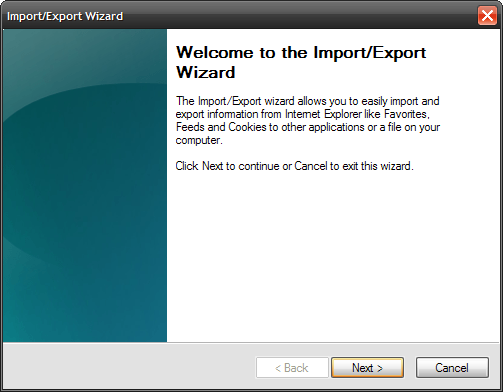 Import/Export Wizard
Welcome to the Import/Export
Wizard
The Import/Export wizard allows you to easily import and
export information from Internet Explorer like Favorites,
Feeds and Cookies to other applications or a file on your
computer.
Click Next to continue or Cancel to exit this wizard.
< Back Next > Cancel